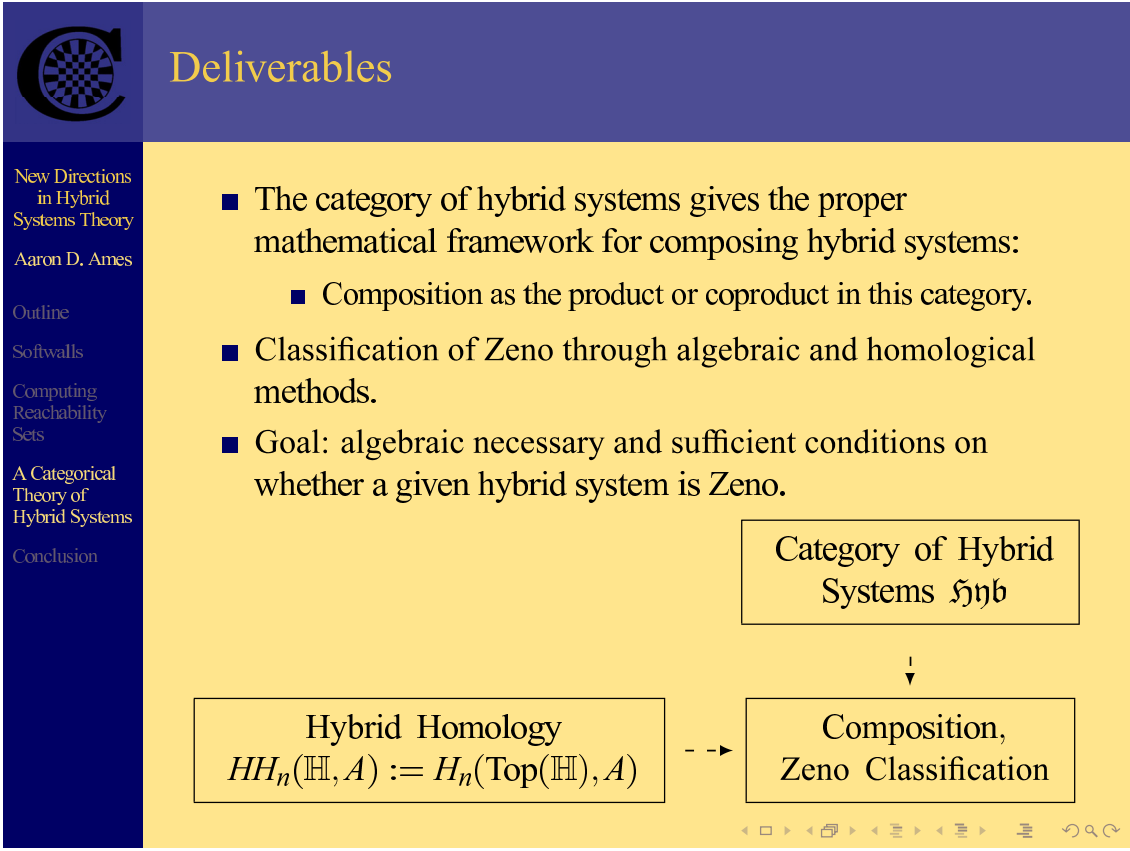 Deliverables
New Directions
in Hybrid
Systems Theory
Aaron D. Ames
Outline
Softwalls
Computing
Reachability
Sets
A Categorical
Theory of
Hybrid Systems
Conclusion
The category of hybrid systems gives the proper
mathematical framework for composing hybrid systems:
Composition as the product or coproduct in this category.
Classification of Zeno through algebraic and homological
methods.
Goal: algebraic necessary and sufficient conditions on
whether a given hybrid system is Zeno.
Category of Hybrid
Systems ℌ𝔶𝔟
Hybrid Homology
HHₙ(ℍ, A) := Hₙ(Top(ℍ), A)
Composition,
Zeno Classification